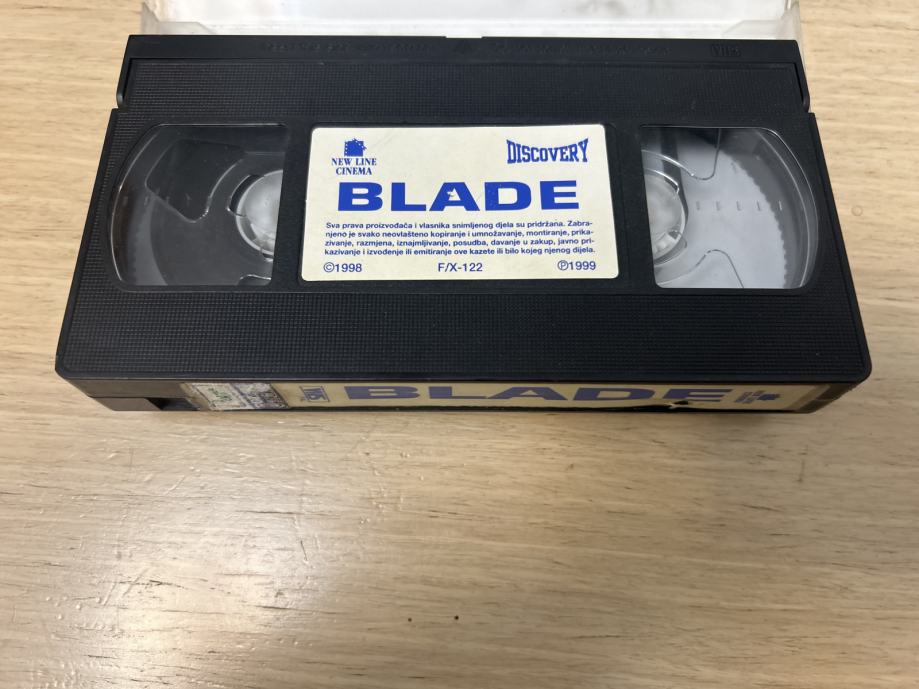 VHS
NEW LINE
CINEMA
DISCOVERY
BLADE
Sva prava proizvođača i vlasnika snimljenog djela su pridržana. Zabra-
njeno je svako neovlašteno kopiranje i umnožavanje, montiranje, prika-
zivanje, razmjena, iznajmljivanje, posudba, davanje u zakup, javno pri-
kazivanje i izvođenje ili emitiranje ove kazete ili bilo kojeg njenog dijela.
©1998 F/X-122 ℗1999
VHS BLADE